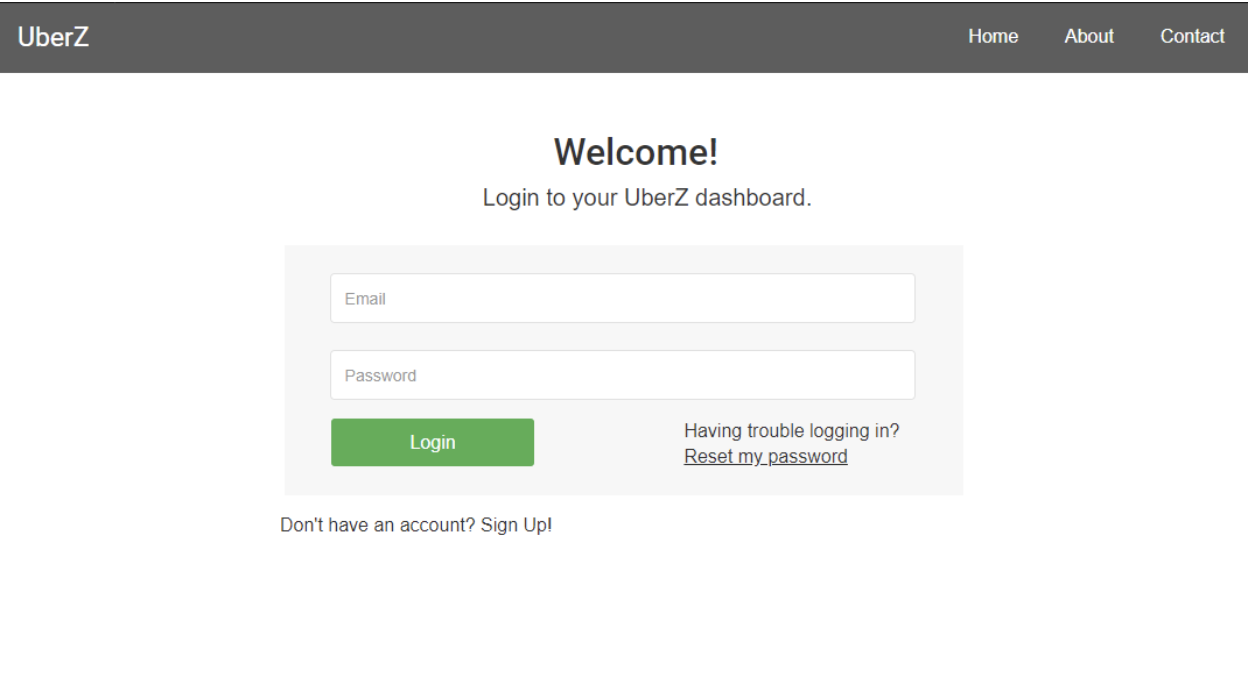 UberZ Home About Contact
Welcome!
Login to your UberZ dashboard.
Email
Password
Login
Having trouble logging in?
Reset my password
Don't have an account? Sign Up!